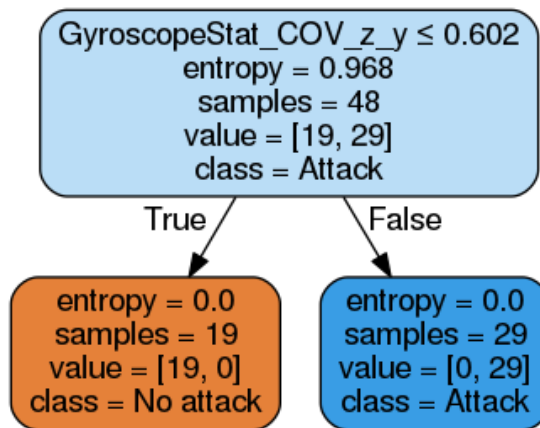 GyroscopeStat_COV_z_y ≤ 0.602
entropy = 0.968
samples = 48
value = [19, 29]
class = Attack
True
False
entropy = 0.0
samples = 19
value = [19, 0]
class = No attack
entropy = 0.0
samples = 29
value = [0, 29]
class = Attack